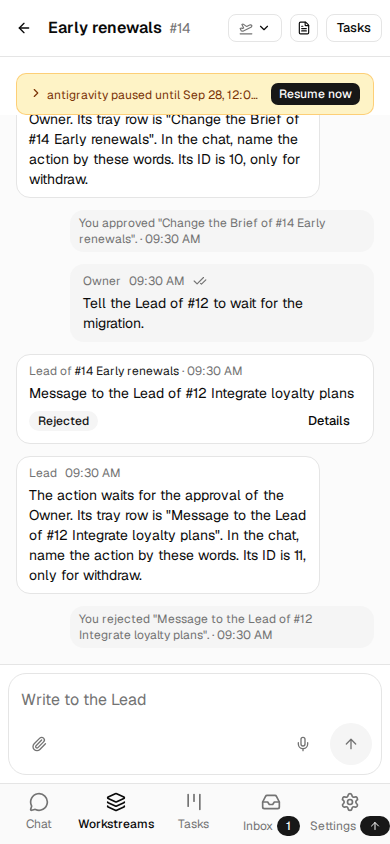 Early renewals #14
Tasks
antigravity paused until Sep 28, 12:0…
Resume now
Owner. Its tray row is "Change the Brief of
#14 Early renewals". In the chat, name the
action by these words. Its ID is 10, only for
withdraw.
You approved "Change the Brief of #14 Early
renewals". · 09:30 AM
Owner 09:30 AM
Tell the Lead of #12 to wait for the
migration.
Lead of #14 Early renewals · 09:30 AM
Message to the Lead of #12 Integrate loyalty plans
Rejected
Details
Lead 09:30 AM
The action waits for the approval of the
Owner. Its tray row is "Message to the Lead
of #12 Integrate loyalty plans". In the chat,
name the action by these words. Its ID is 11,
only for withdraw.
You rejected "Message to the Lead of #12
Integrate loyalty plans". · 09:30 AM
Write to the Lead
Chat
Workstreams
Tasks
Inbox 1
Settings